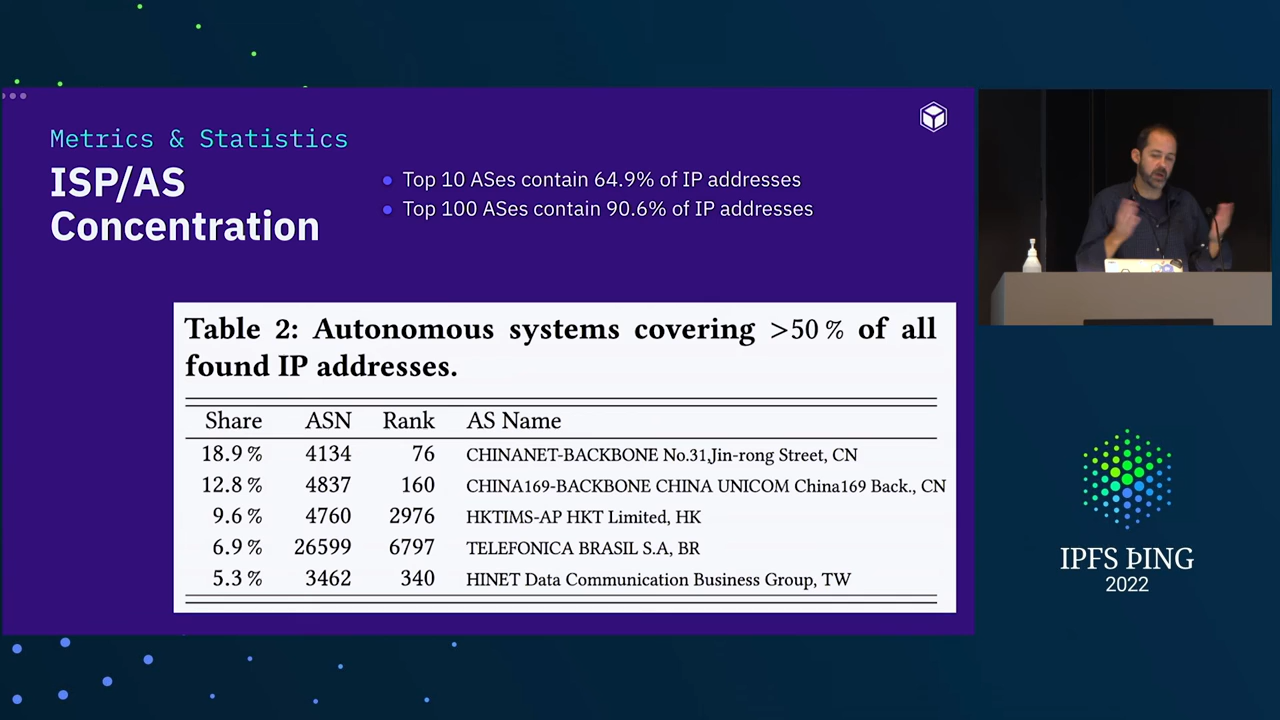 Metrics & Statistics
ISP/AS
Concentration
Top 10 ASes contain 64.9% of IP addresses
Top 100 ASes contain 90.6% of IP addresses
Table 2: Autonomous systems covering >50 % of all
found IP addresses.
Share ASN Rank AS Name
18.9 % 4134 76 CHINANET-BACKBONE No.31,Jin-rong Street, CN
12.8 % 4837 160 CHINA169-BACKBONE CHINA UNICOM China169 Back., CN
9.6 % 4760 2976 HKTIMS-AP HKT Limited, HK
6.9 % 26599 6797 TELEFONICA BRASIL S.A, BR
5.3 % 3462 340 HINET Data Communication Business Group, TW
IPFS ÞING
2022